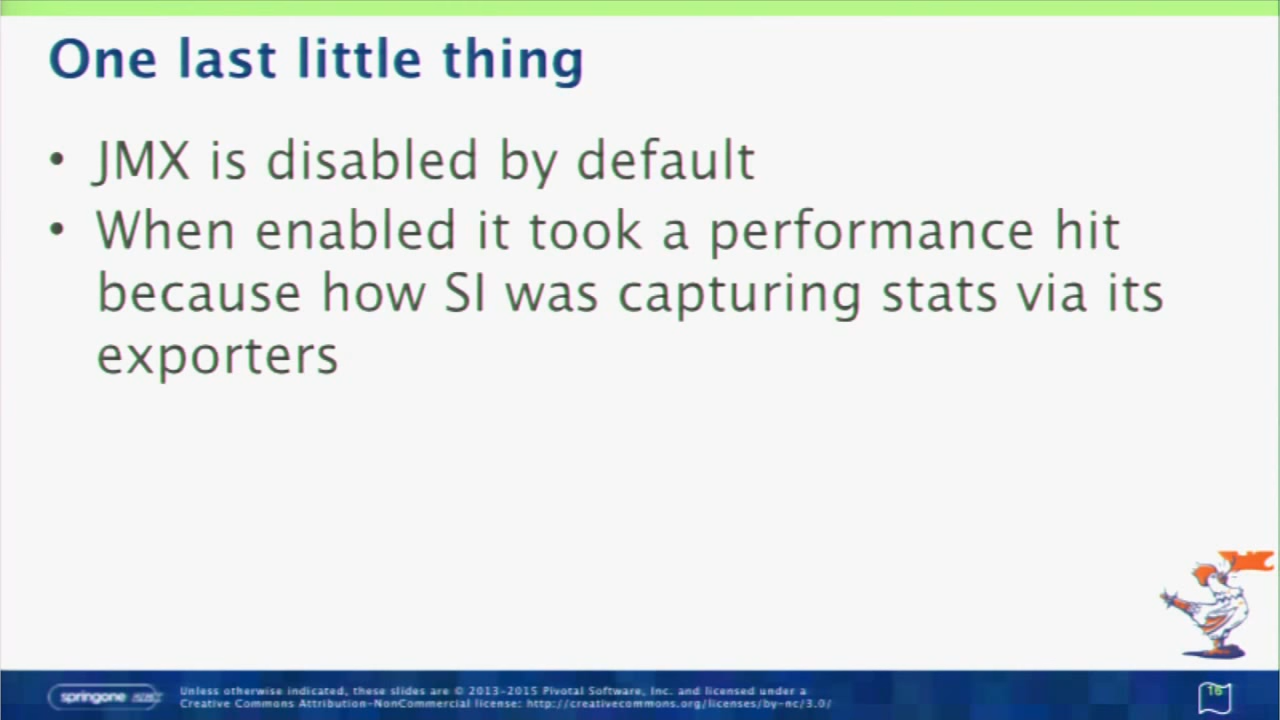 One last little thing
• JMX is disabled by default
• When enabled it took a performance hit
because how SI was capturing stats via its
exporters
springone
Unless otherwise indicated, these slides are © 2013-2015 Pivotal Software, Inc. and licensed under a
Creative Commons Attribution-NonCommercial license: http://creativecommons.org/licenses/by-nc/3.0/